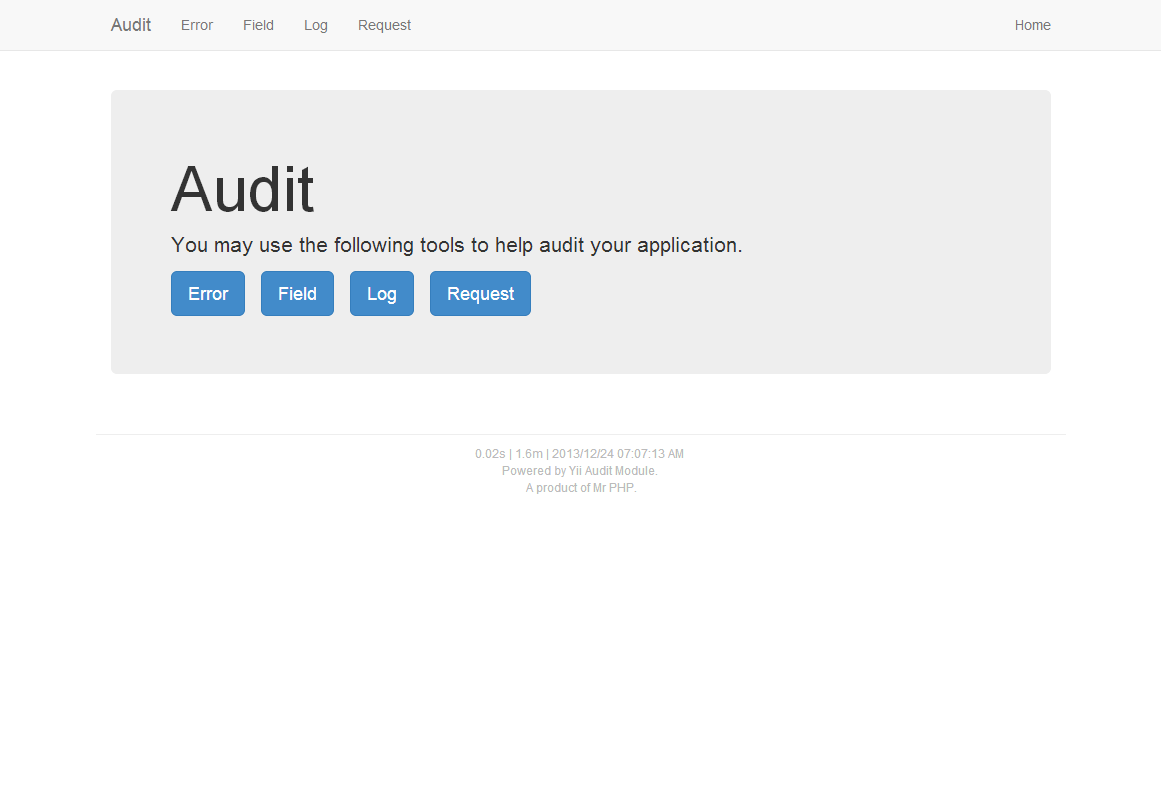 Audit Error Field Log Request Home
Audit
You may use the following tools to help audit your application.
Error Field Log Request
0.02s | 1.6m | 2013/12/24 07:07:13 AM
Powered by Yii Audit Module.
A product of Mr PHP.